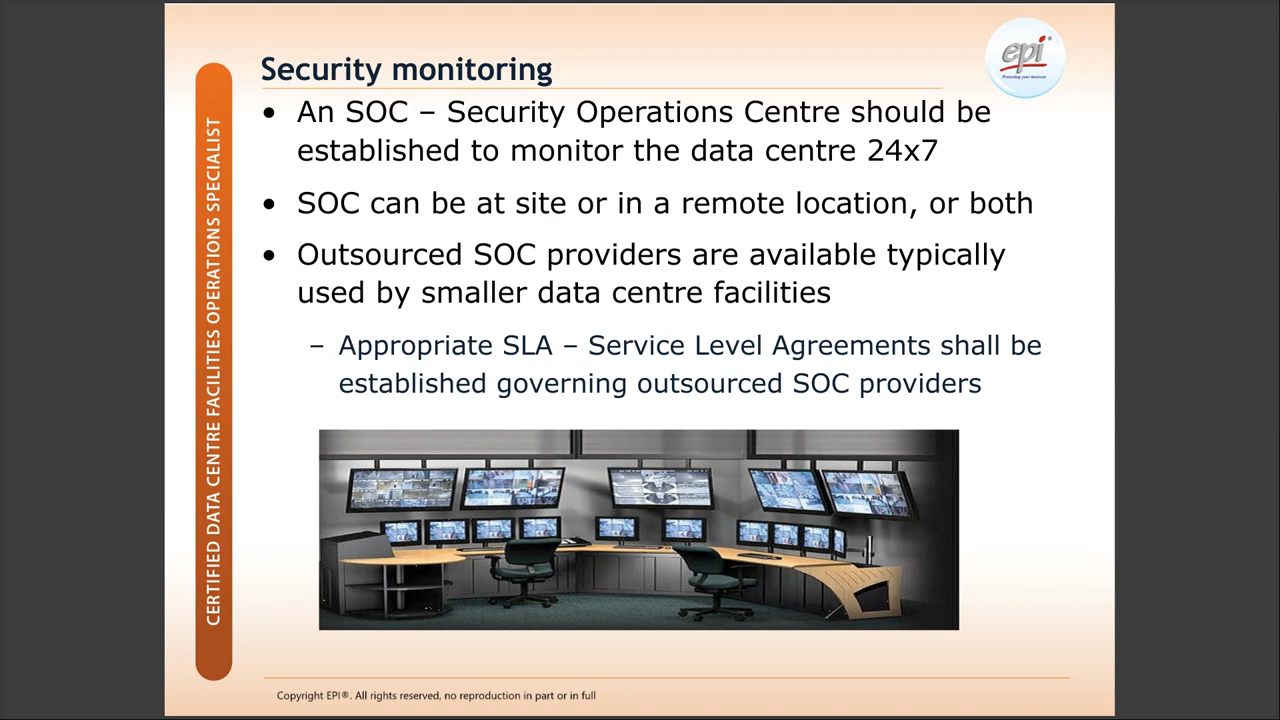 Security monitoring
epi
Protecting your interests
• An SOC – Security Operations Centre should be
established to monitor the data centre 24x7
• SOC can be at site or in a remote location, or both
• Outsourced SOC providers are available typically
used by smaller data centre facilities
– Appropriate SLA – Service Level Agreements shall be
established governing outsourced SOC providers
CERTIFIED DATA CENTRE FACILITIES OPERATIONS SPECIALIST
Copyright EPI®. All rights reserved, no reproduction in part or in full